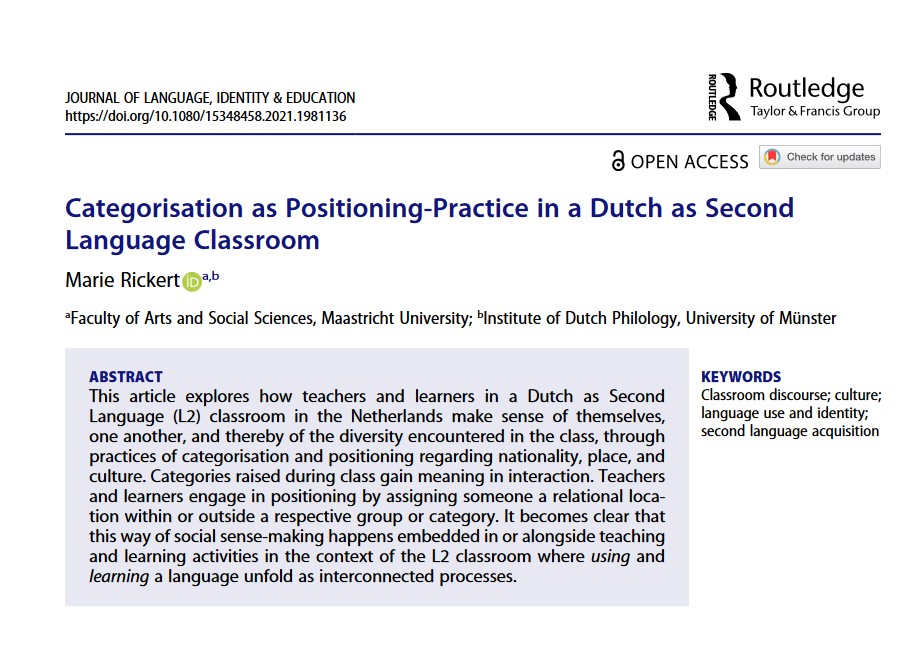 JOURNAL OF LANGUAGE, IDENTITY & EDUCATION
https://doi.org/10.1080/15348458.2021.1981136
ROUTLEDGE
Routledge
Taylor & Francis Group
OPEN ACCESS
Check for updates
Categorisation as Positioning-Practice in a Dutch as Second
Language Classroom
Marie Rickert iD a,b
aFaculty of Arts and Social Sciences, Maastricht University; bInstitute of Dutch Philology, University of Münster
ABSTRACT
This article explores how teachers and learners in a Dutch as Second
Language (L2) classroom in the Netherlands make sense of themselves,
one another, and thereby of the diversity encountered in the class, through
practices of categorisation and positioning regarding nationality, place, and
culture. Categories raised during class gain meaning in interaction. Teachers
and learners engage in positioning by assigning someone a relational loca-
tion within or outside a respective group or category. It becomes clear that
this way of social sense-making happens embedded in or alongside teaching
and learning activities in the context of the L2 classroom where using and
learning a language unfold as interconnected processes.
KEYWORDS
Classroom discourse; culture;
language use and identity;
second language acquisition